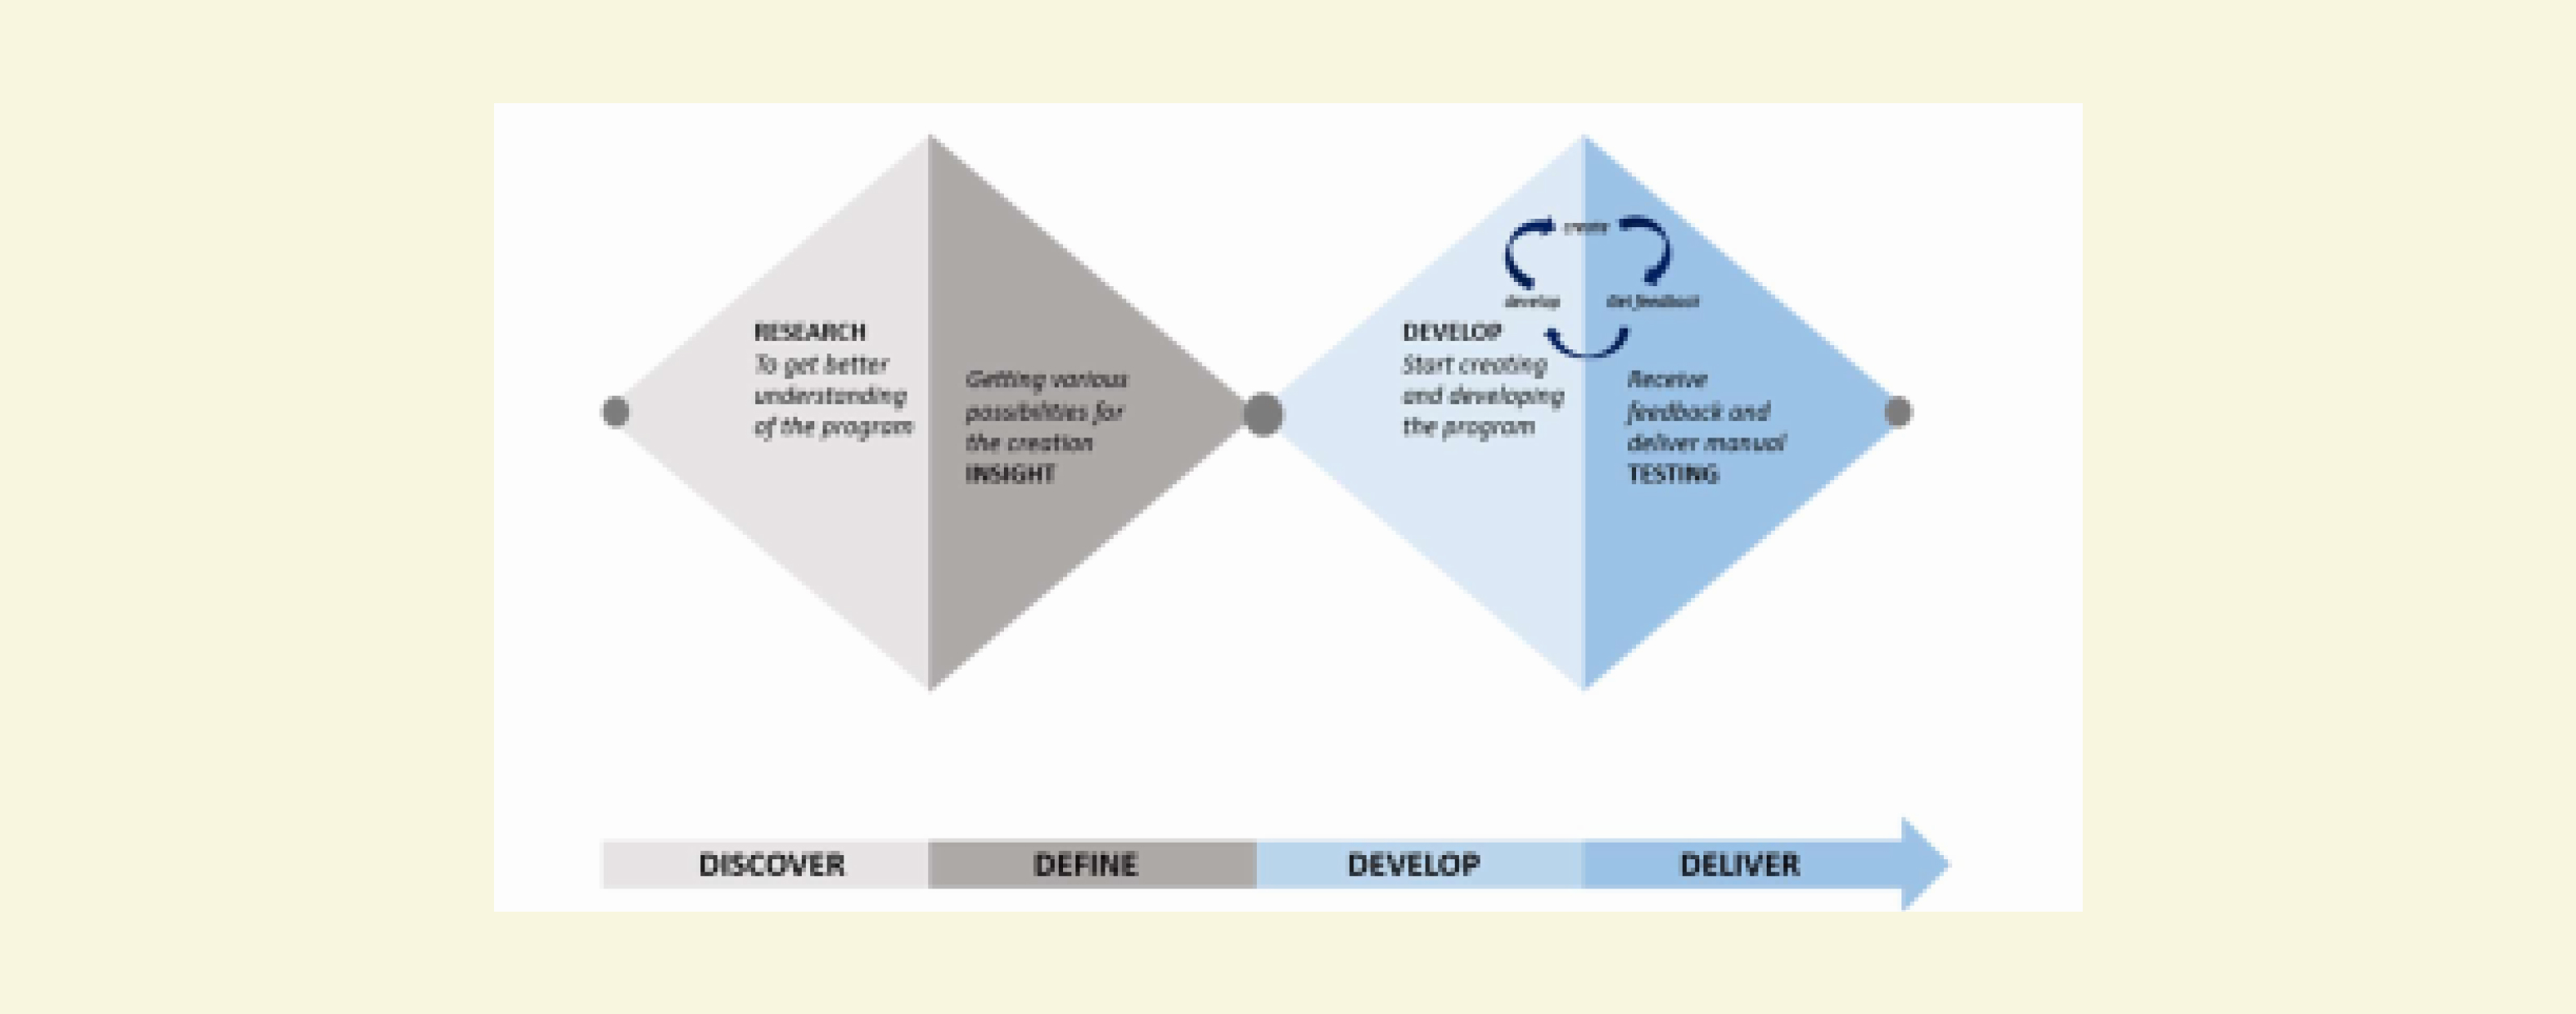 create
develop
Get feedback
RESEARCH
To get better
understanding
of the program
Getting various
possibilities for
the creation
INSIGHT
DEVELOP
Start creating
and developing
the program
Receive
feedback and
deliver manual
TESTING
DISCOVER
DEFINE
DEVELOP
DELIVER